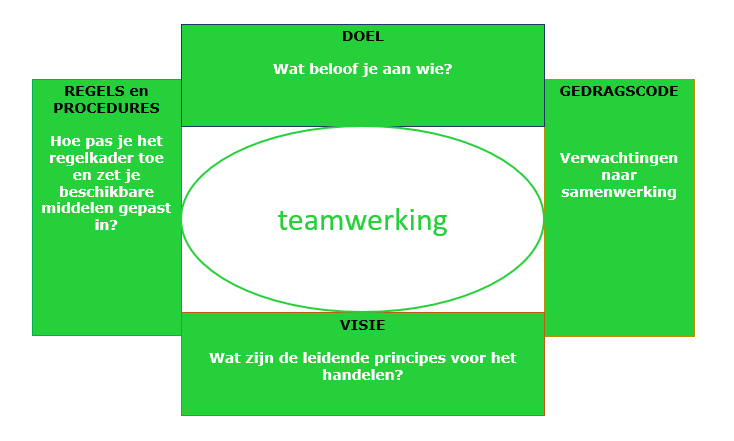 DOEL
Wat beloof je aan wie?
REGELS en
PROCEDURES
Hoe pas je het
regelkader toe
en zet je
beschikbare
middelen gepast
in?
teamwerking
GEDRAGSCODE
Verwachtingen
naar
samenwerking
VISIE
Wat zijn de leidende principes voor het
handelen?